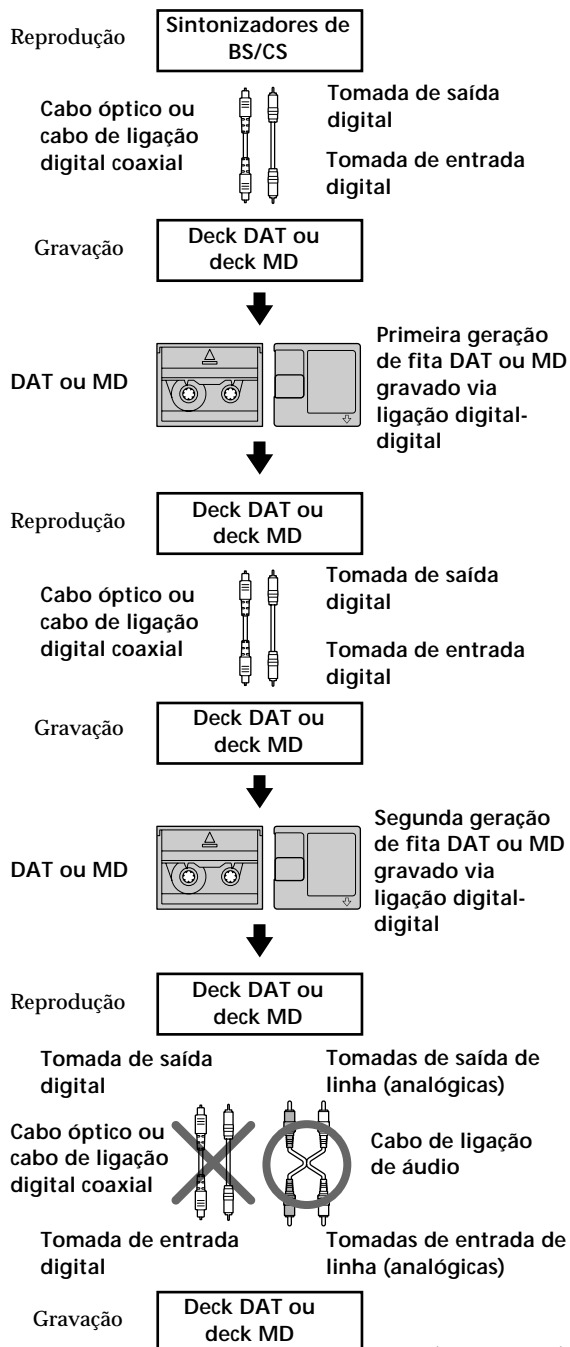 Reprodução
Sintonizadores de
BS/CS
Cabo óptico ou
cabo de ligação
digital coaxial
Tomada de saída
digital
Tomada de entrada
digital
Gravação
Deck DAT ou
deck MD
DAT ou MD
Primeira geração
de fita DAT ou MD
gravado via
ligação digital-
digital
Reprodução
Deck DAT ou
deck MD
Cabo óptico ou
cabo de ligação
digital coaxial
Tomada de saída
digital
Tomada de entrada
digital
Gravação
Deck DAT ou
deck MD
DAT ou MD
Segunda geração
de fita DAT ou MD
gravado via
ligação digital-
digital
Reprodução
Deck DAT ou
deck MD
Tomada de saída
digital
Tomadas de saída de
linha (analógicas)
Cabo óptico ou
cabo de ligação
digital coaxial
Cabo de ligação
de áudio
Tomada de entrada
digital
Tomadas de entrada de
linha (analógicas)
Gravação
Deck DAT ou
deck MD